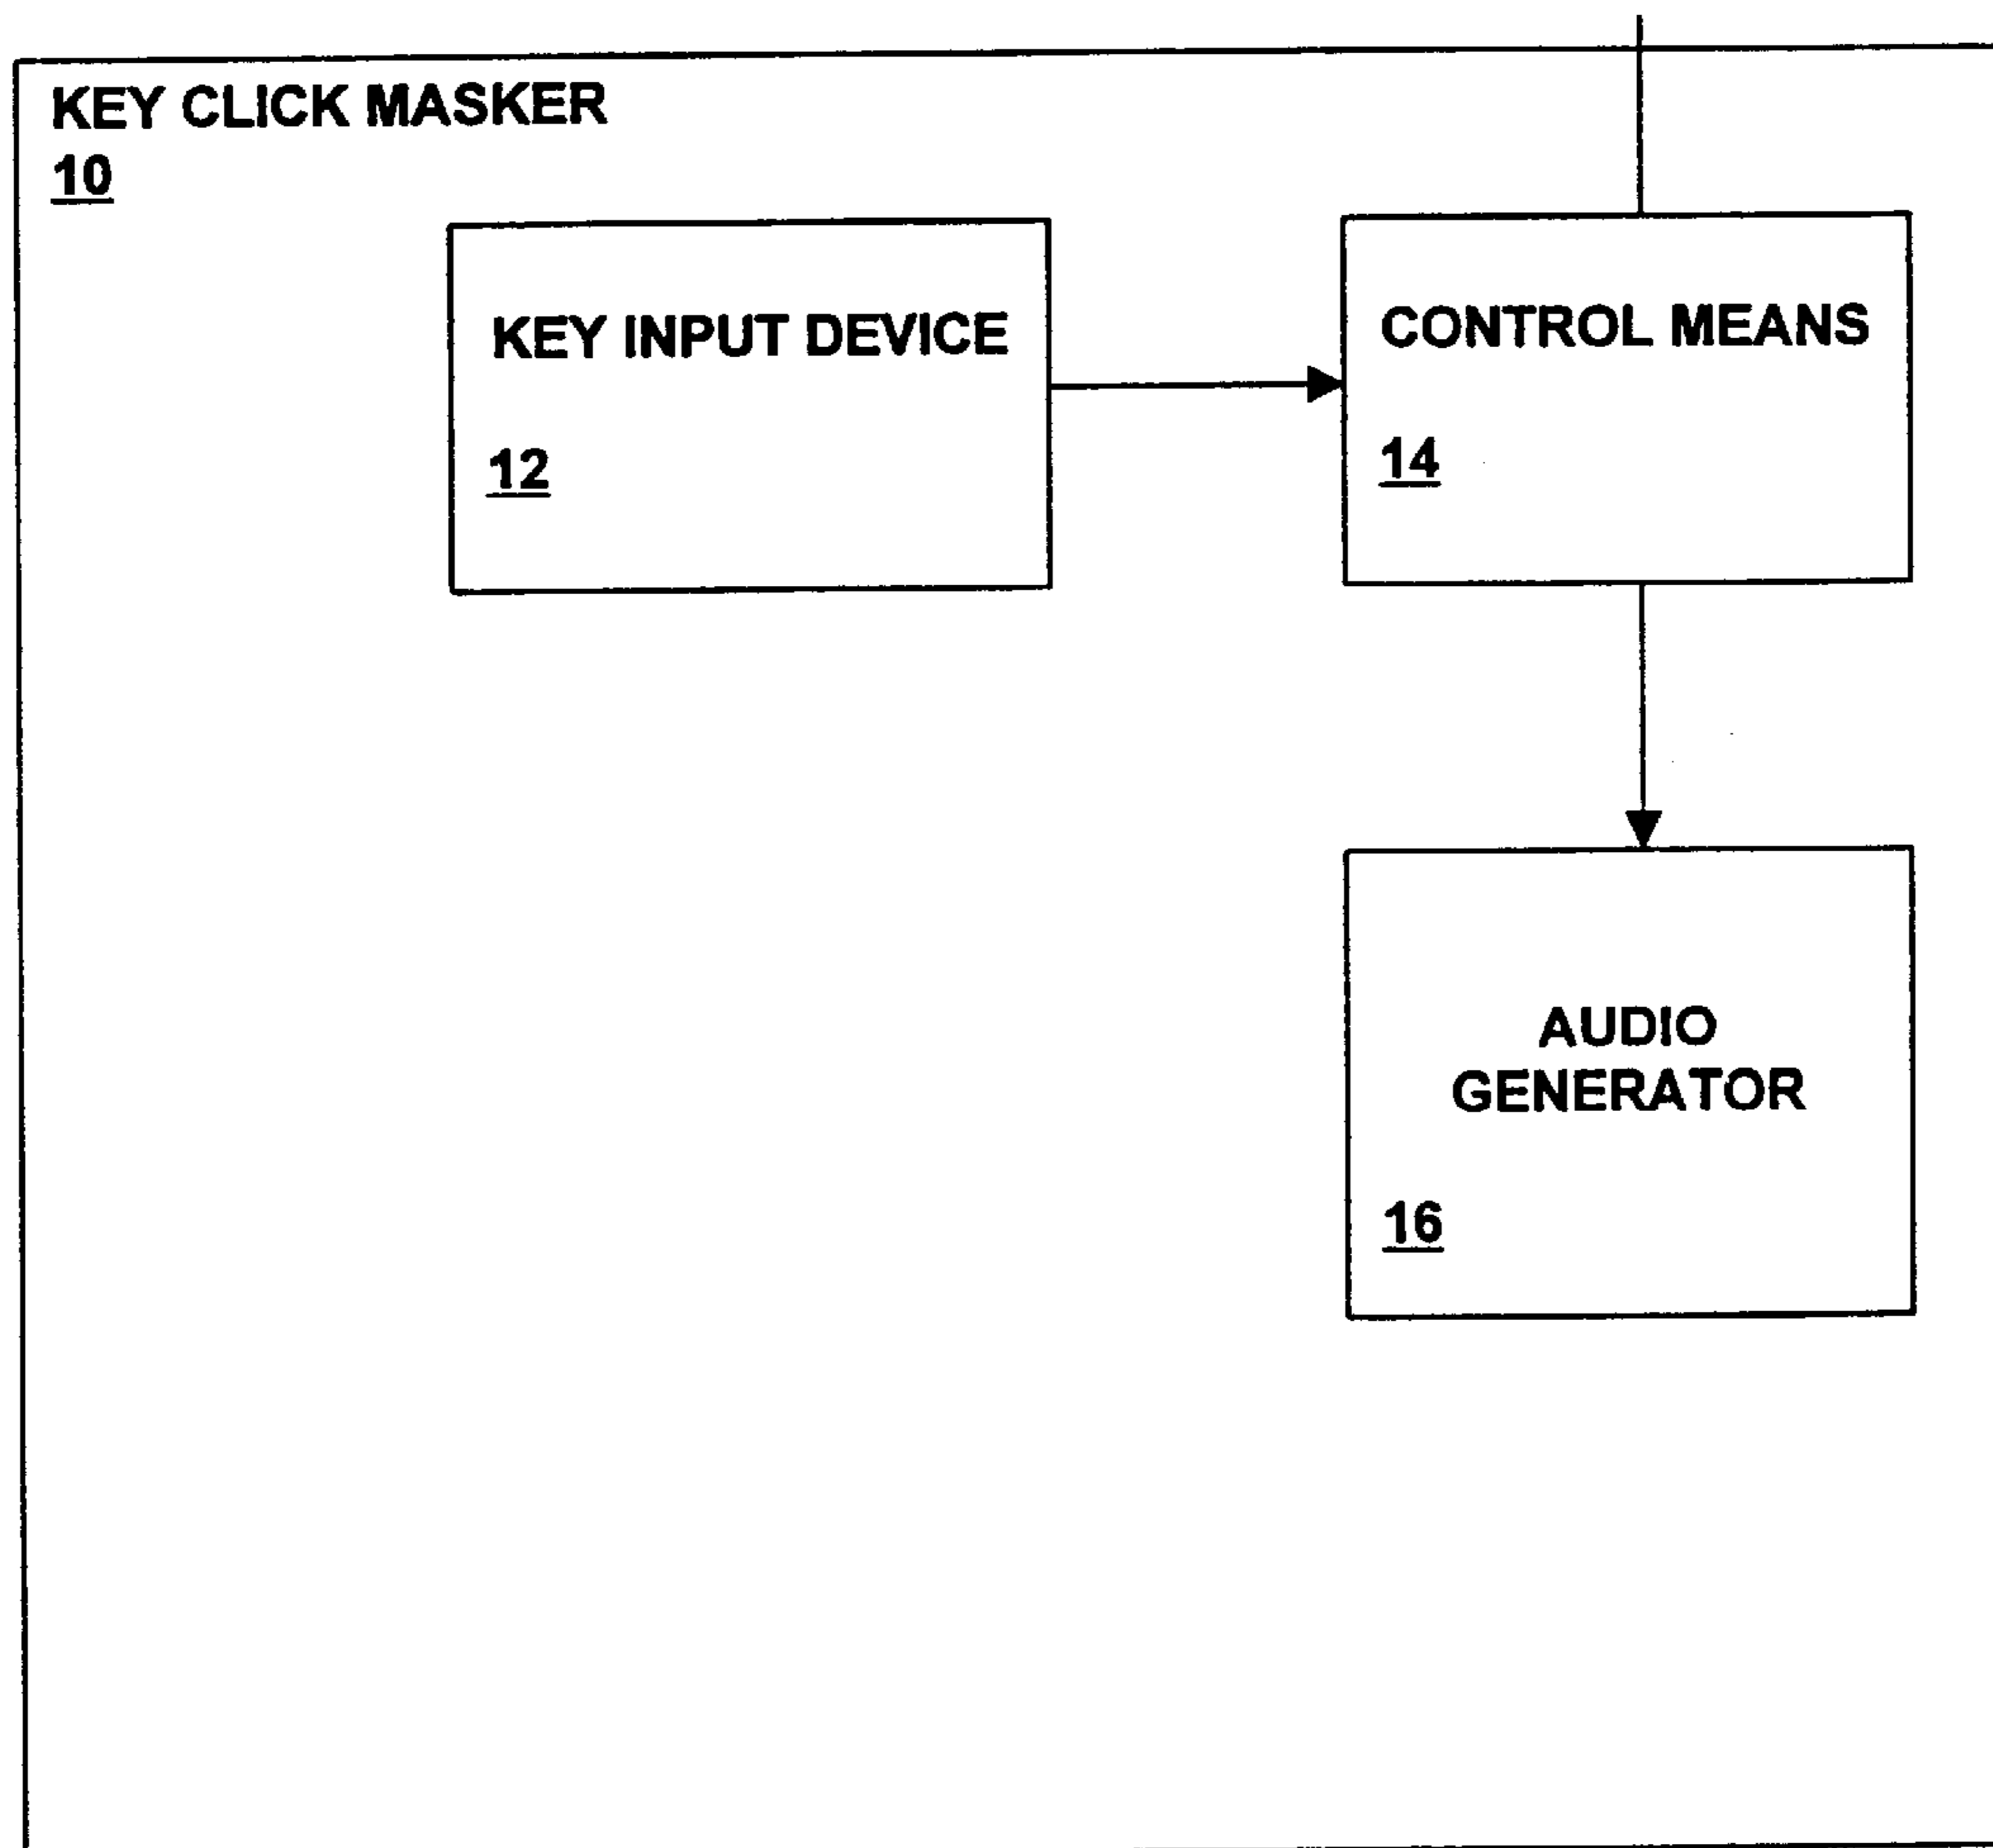 KEY CLICK MASKER
10
KEY INPUT DEVICE
12
CONTROL MEANS
14
AUDIO
GENERATOR
16